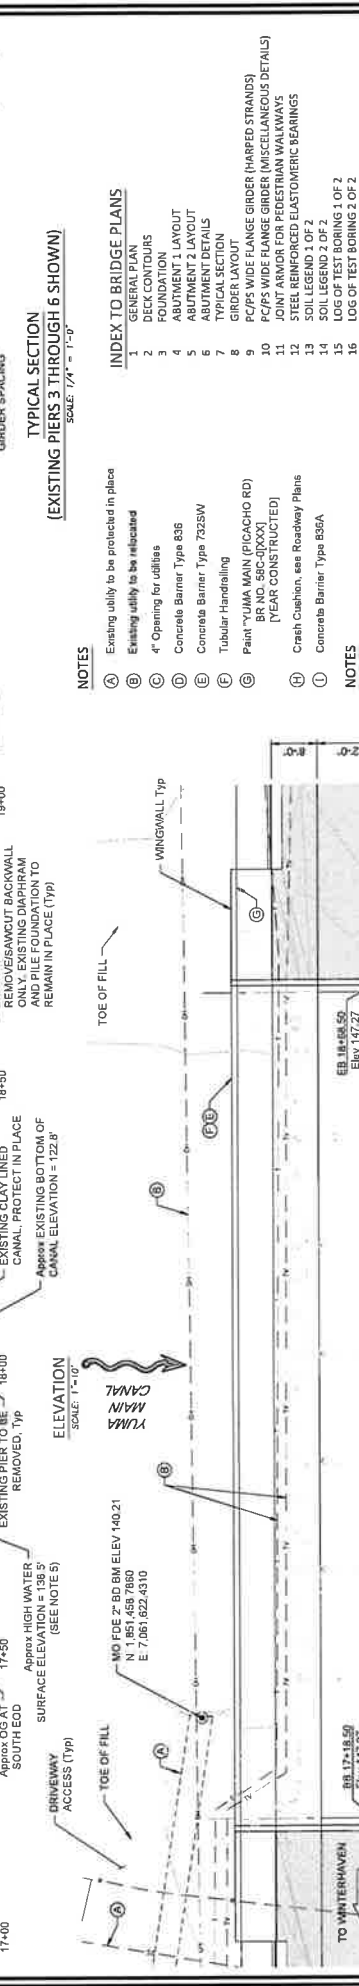 GIRDER SPACING
TYPICAL SECTION
(EXISTING PIERS 3 THROUGH 6 SHOWN)
SCALE: 1/4" = 1'-0"
17+00
17+50
18+00
18+50
19+00
Approx OG AT
SOUTH EOD
Approx HIGH WATER
SURFACE ELEVATION = 136.5'
(SEE NOTE 5)
EXISTING PIER TO BE
REMOVED, Typ
EXISTING CLAY LINED
CANAL, PROTECT IN PLACE
Approx EXISTING BOTTOM OF
CANAL ELEVATION = 122.8'
REMOVE/SAWCUT BACKWALL
ONLY. EXISTING DIAPHRAM
AND PILE FOUNDATION TO
REMAIN IN PLACE (Typ)
ELEVATION
SCALE: 1"=10'
DRIVEWAY
ACCESS (Typ)
TOE OF FILL
MO FDE 2" BD BM ELEV 140.21
N 1,851,458.7860
E: 7,061,622.4310
YUMA
MAIN
CANAL
TOE OF FILL
WINGWALL Typ
A
A
B
B
F E
G
TO WINTERHAVEN
BB 17+18.50
EB 18+68.50
Elev 147.27
8'-0"
NOTES
A Existing utility to be protected in place
B Existing utility to be relocated
C 4" Opening for utilities
D Concrete Barrier Type 836
E Concrete Barrier Type 732SW
F Tubular Handrailing
G Paint "YUMA MAIN (PICACHO RD)
BR NO. 58C-0[XXX]
[YEAR CONSTRUCTED]
H Crash Cushion, see Roadway Plans
I Concrete Barrier Type 836A
NOTES
INDEX TO BRIDGE PLANS
1 GENERAL PLAN
2 DECK CONTOURS
3 FOUNDATION
4 ABUTMENT 1 LAYOUT
5 ABUTMENT 2 LAYOUT
6 ABUTMENT DETAILS
7 TYPICAL SECTION
8 GIRDER LAYOUT
9 PC/PS WIDE FLANGE GIRDER (HARPED STRANDS)
10 PC/PS WIDE FLANGE GIRDER (MISCELLANEOUS DETAILS)
11 JOINT ARMOR FOR PEDESTRIAN WALKWAYS
12 STEEL REINFORCED ELASTOMERIC BEARINGS
13 SOIL LEGEND 1 OF 2
14 SOIL LEGEND 2 OF 2
15 LOG OF TEST BORING 1 OF 2
16 LOG OF TEST BORING 2 OF 2